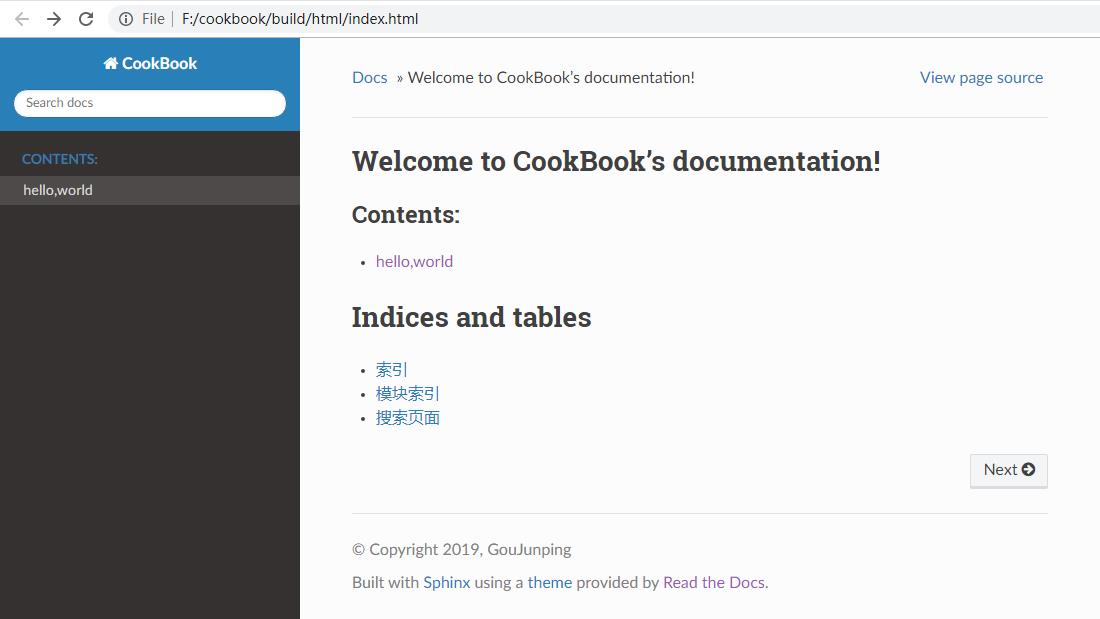 File F:/cookbook/build/html/index.html
CookBook
Search docs
CONTENTS:
hello,world
Docs » Welcome to CookBook’s documentation!
View page source
Welcome to CookBook’s documentation!
Contents:
hello,world
Indices and tables
索引
模块索引
搜索页面
Next
© Copyright 2019, GouJunping
Built with Sphinx using a theme provided by Read the Docs.